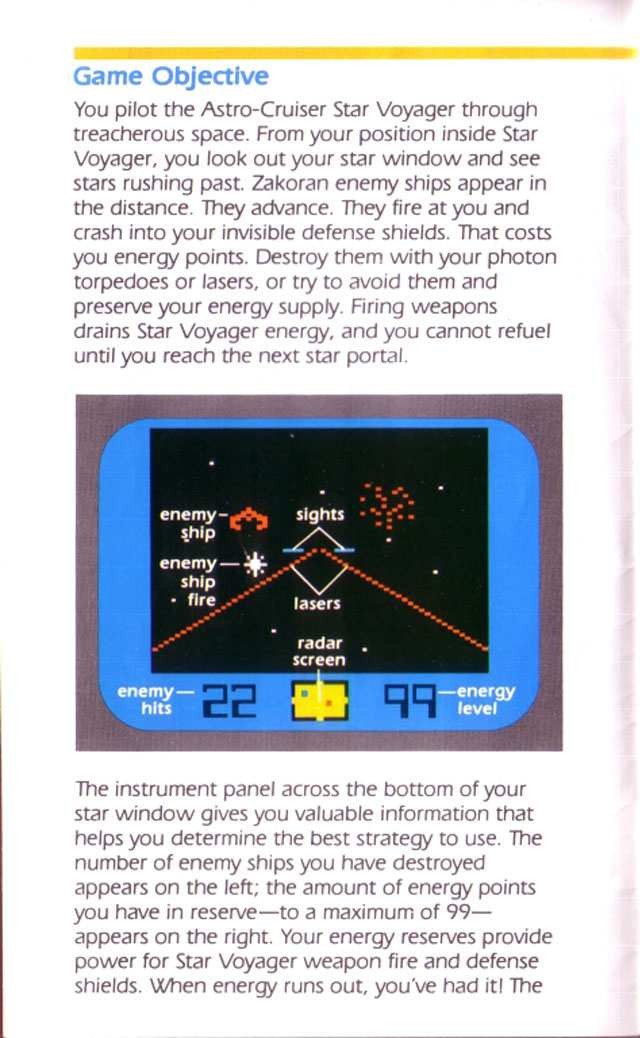 Game Objective
You pilot the Astro-Cruiser Star Voyager through
treacherous space. From your position inside Star
Voyager, you look out your star window and see
stars rushing past. Zakoran enemy ships appear in
the distance. They advance. They fire at you and
crash into your invisible defense shields. That costs
you energy points. Destroy them with your photon
torpedoes or lasers, or try to avoid them and
preserve your energy supply. Firing weapons
drains Star Voyager energy, and you cannot refuel
until you reach the next star portal.
enemy
ship
sights
enemy
ship
fire
lasers
radar
screen
enemy
hits
22
99
energy
level
The instrument panel across the bottom of your
star window gives you valuable information that
helps you determine the best strategy to use. The
number of enemy ships you have destroyed
appears on the left; the amount of energy points
you have in reserve—to a maximum of 99—
appears on the right. Your energy reserves provide
power for Star Voyager weapon fire and defense
shields. When energy runs out, you've had it! The